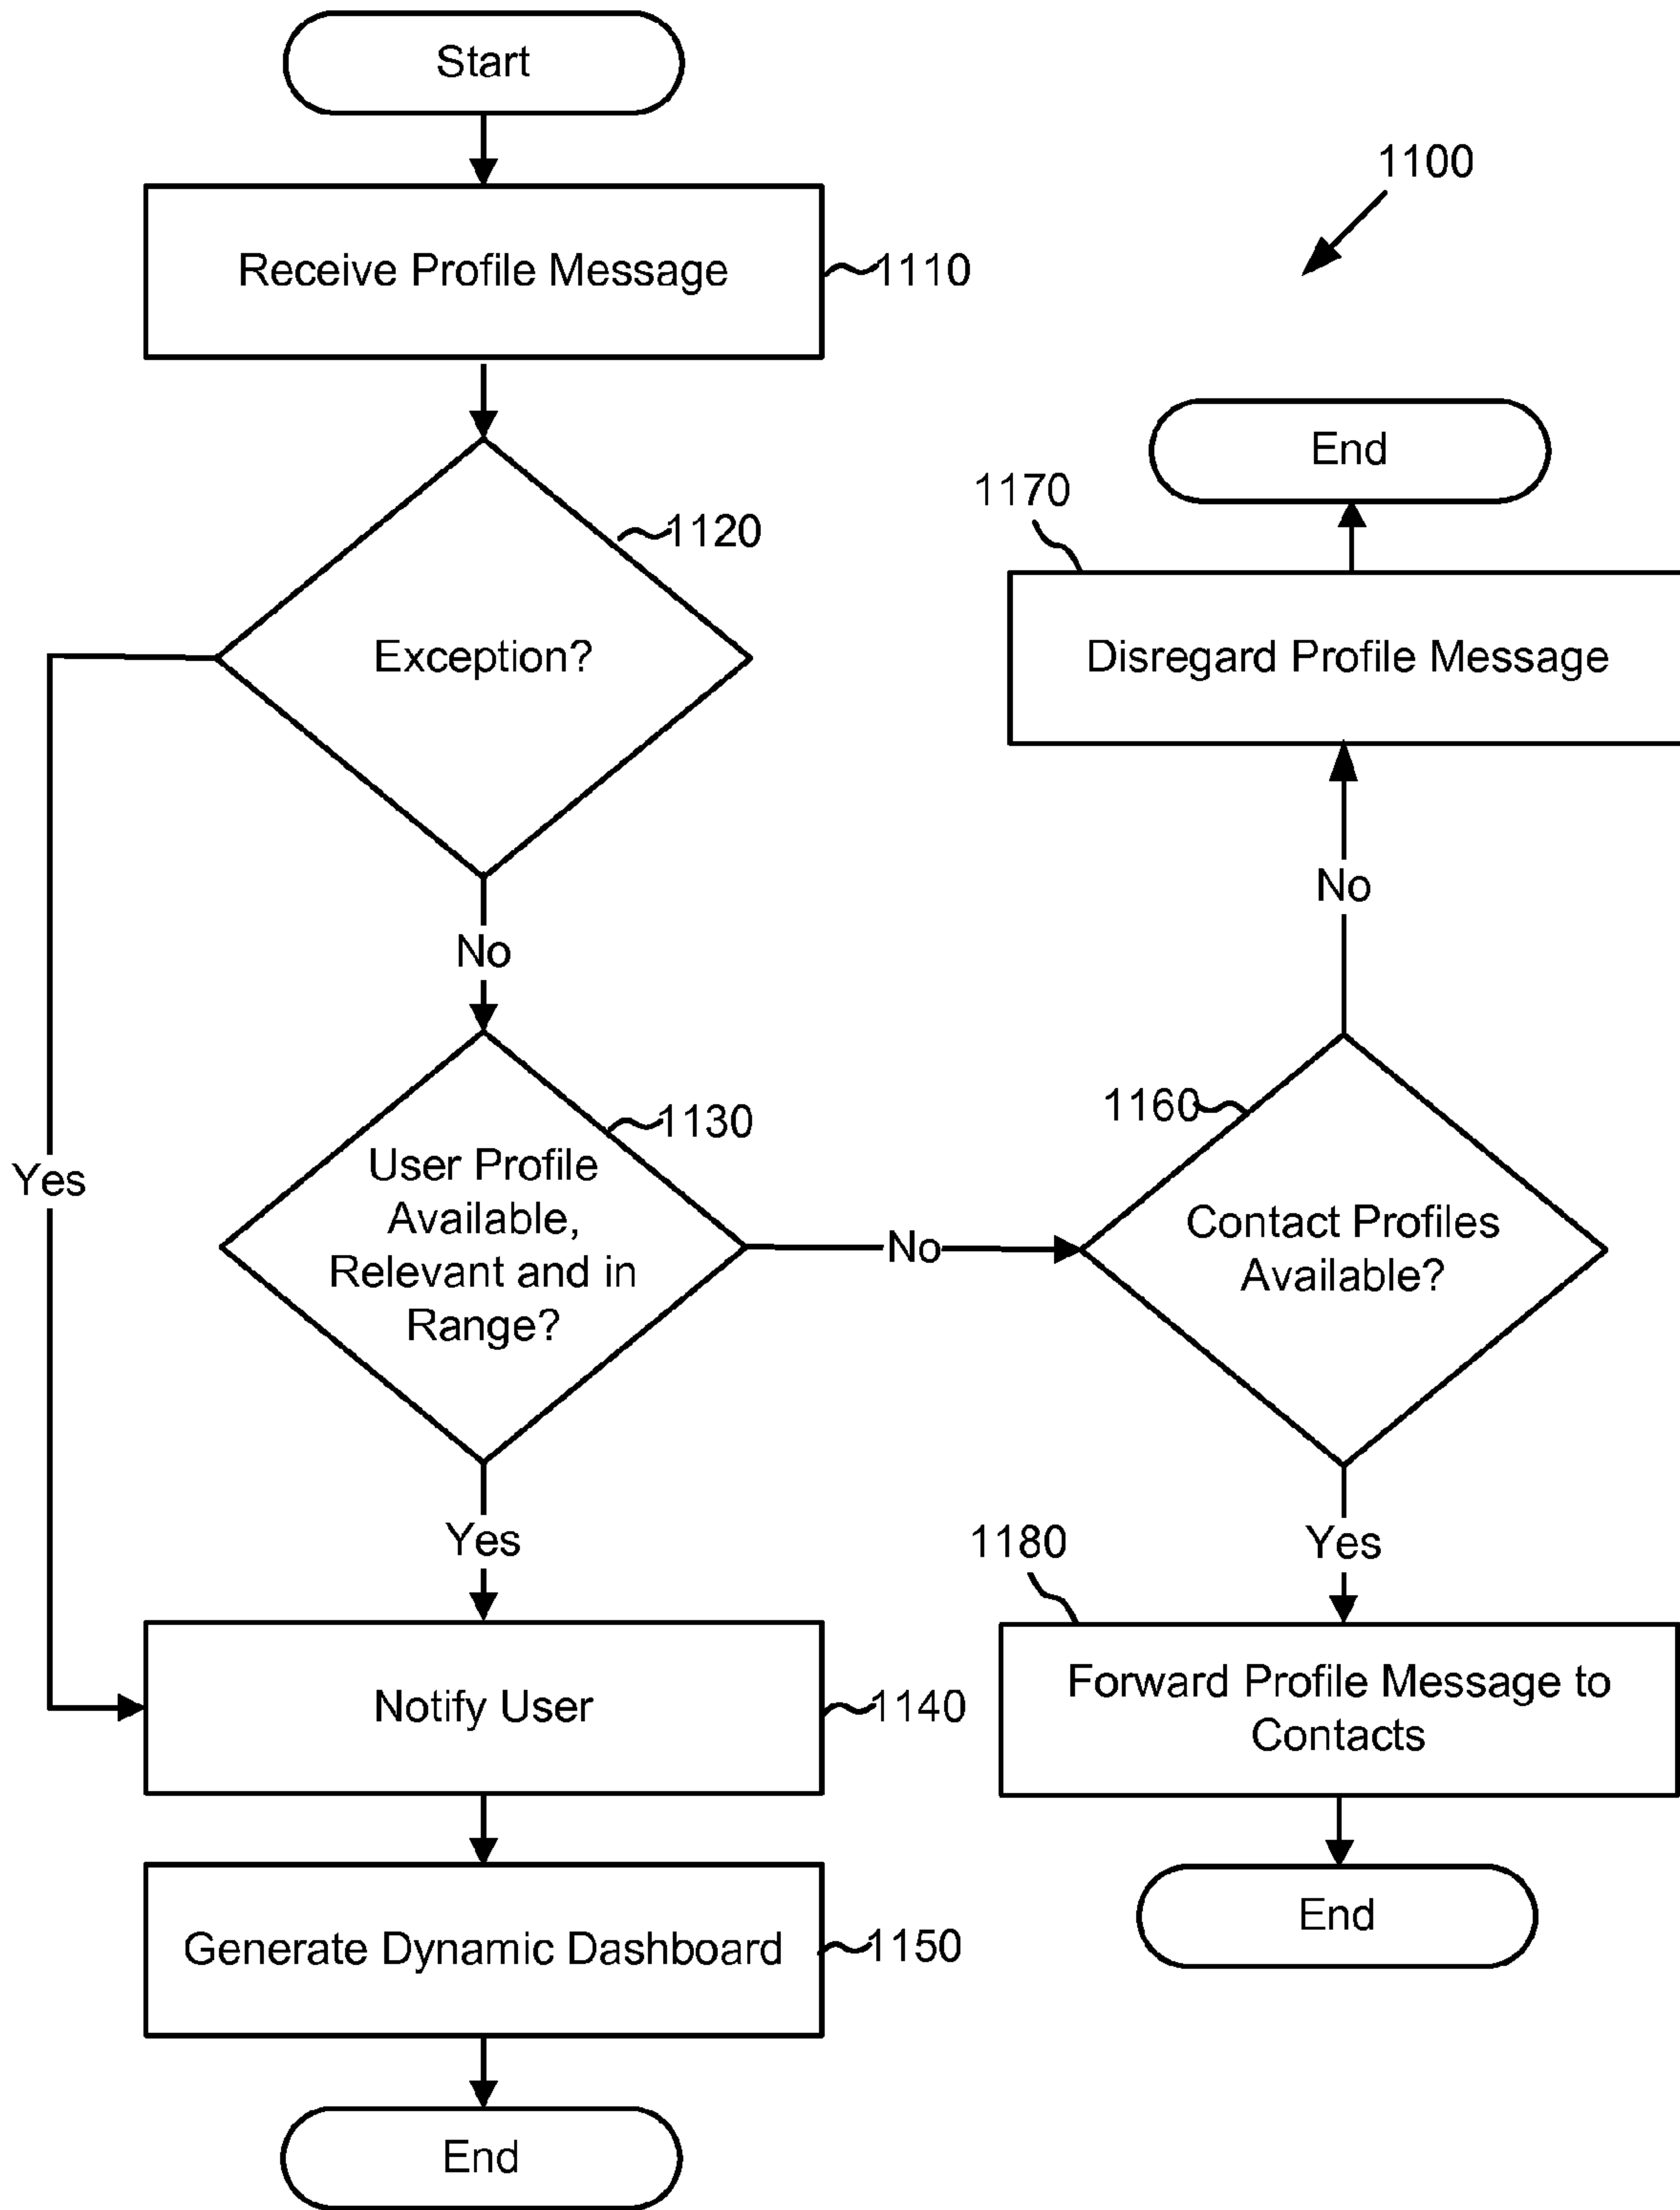 Start
1100
Receive Profile Message
1110
End
1170
1120
Exception?
Disregard Profile Message
No
No
1130
1160
User Profile
Available,
Relevant and in
Range?
Yes
Contact Profiles
Available?
No
Yes
1180
Yes
Notify User
1140
Forward Profile Message to
Contacts
Generate Dynamic Dashboard
1150
End
End